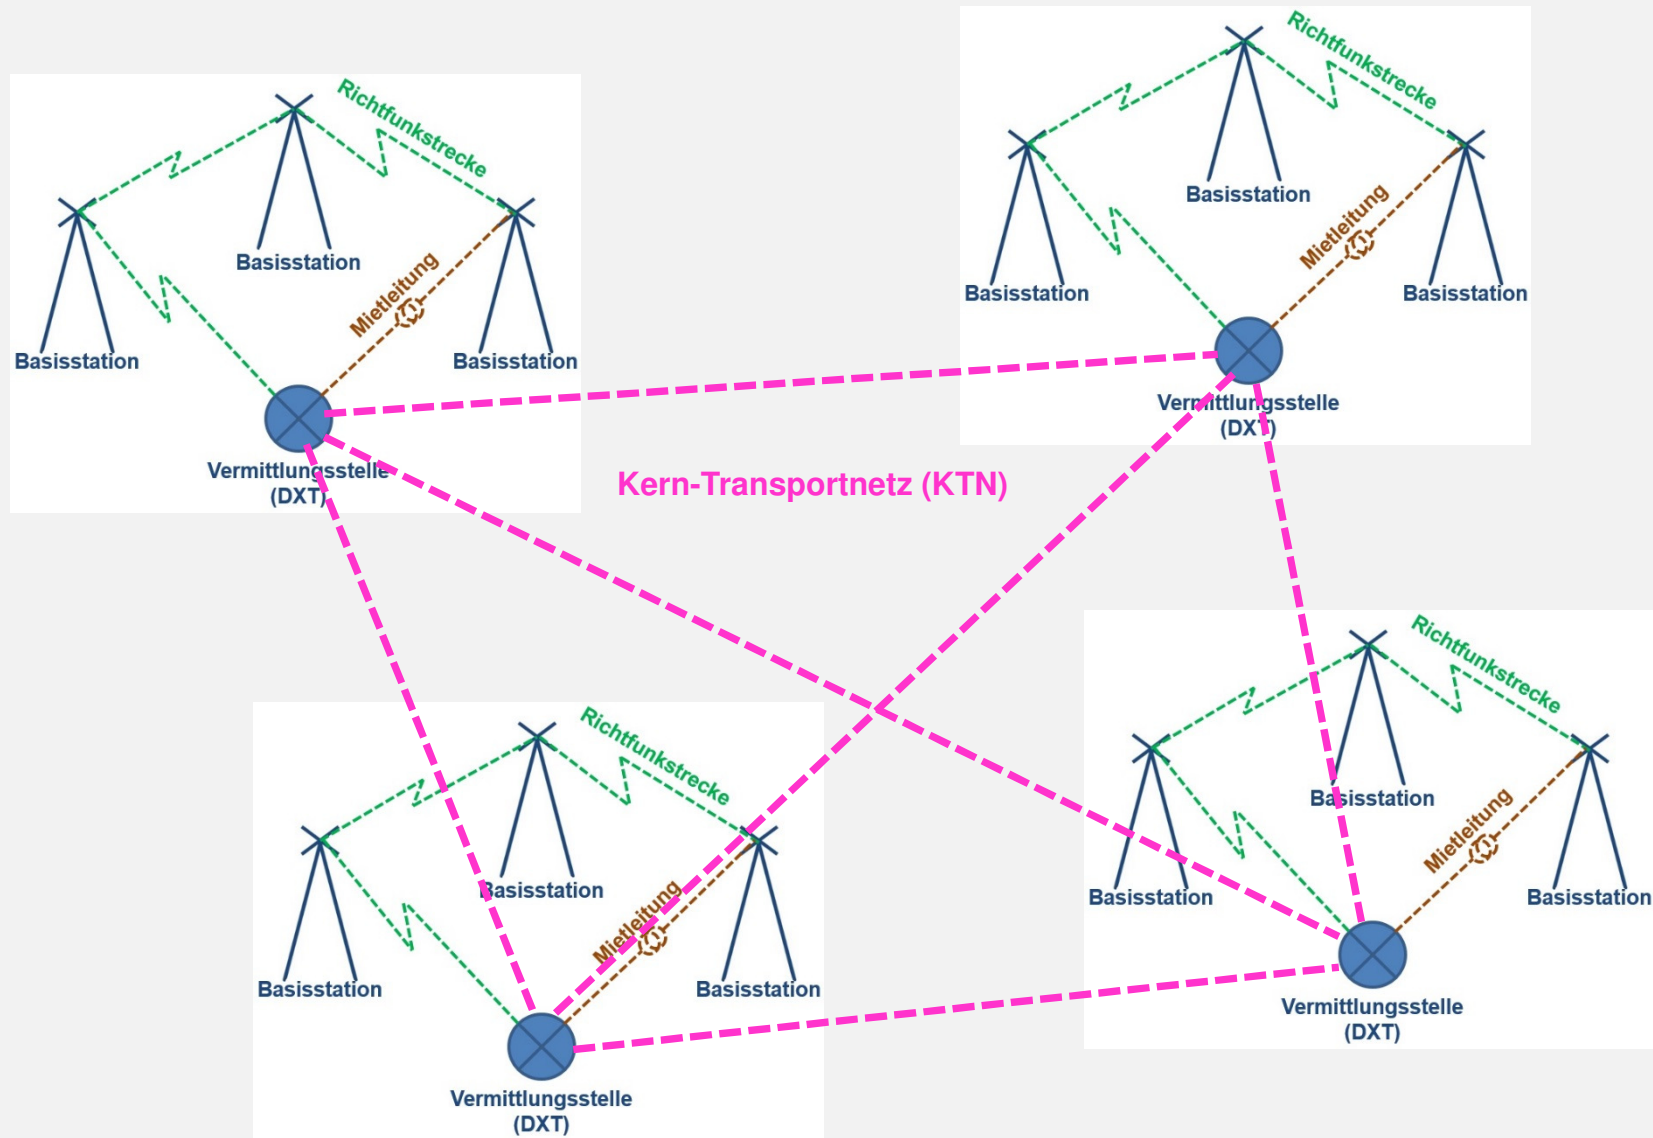 Richtfunkstrecke
Basisstation
Mietleitung
Basisstation
Basisstation
Vermittlungsstelle
(DXT)
Richtfunkstrecke
Basisstation
Mietleitung
Basisstation
Basisstation
Vermittlungsstelle
(DXT)
Kern-Transportnetz (KTN)
Richtfunkstrecke
Basisstation
Mietleitung
Basisstation
Basisstation
Vermittlungsstelle
(DXT)
Richtfunkstrecke
Basisstation
Mietleitung
Basisstation
Basisstation
Vermittlungsstelle
(DXT)